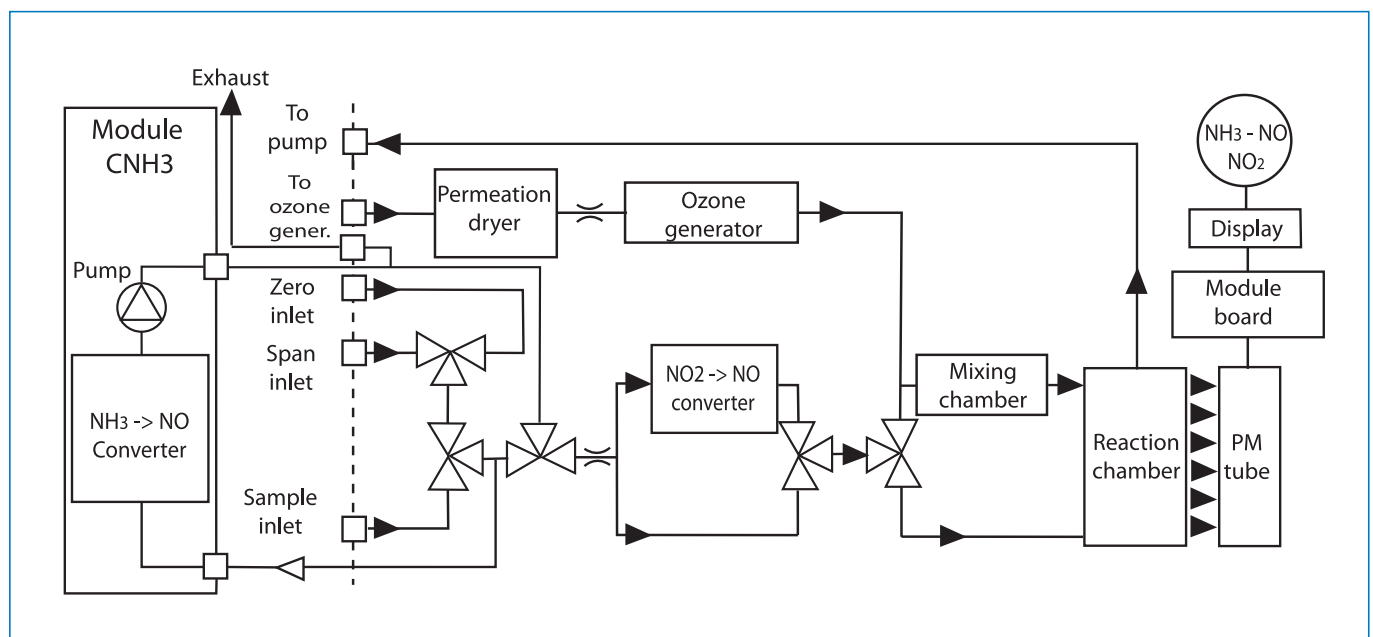 Exhaust
Module
CNH3
Pump
NH3 -> NO
Converter
To
pump
To
ozone
gener.
Zero
inlet
Span
inlet
Sample
inlet
Permeation
dryer
Ozone
generator
NO2 -> NO
converter
Mixing
chamber
Reaction
chamber
NH3 - NO
NO2
Display
Module
board
PM
tube